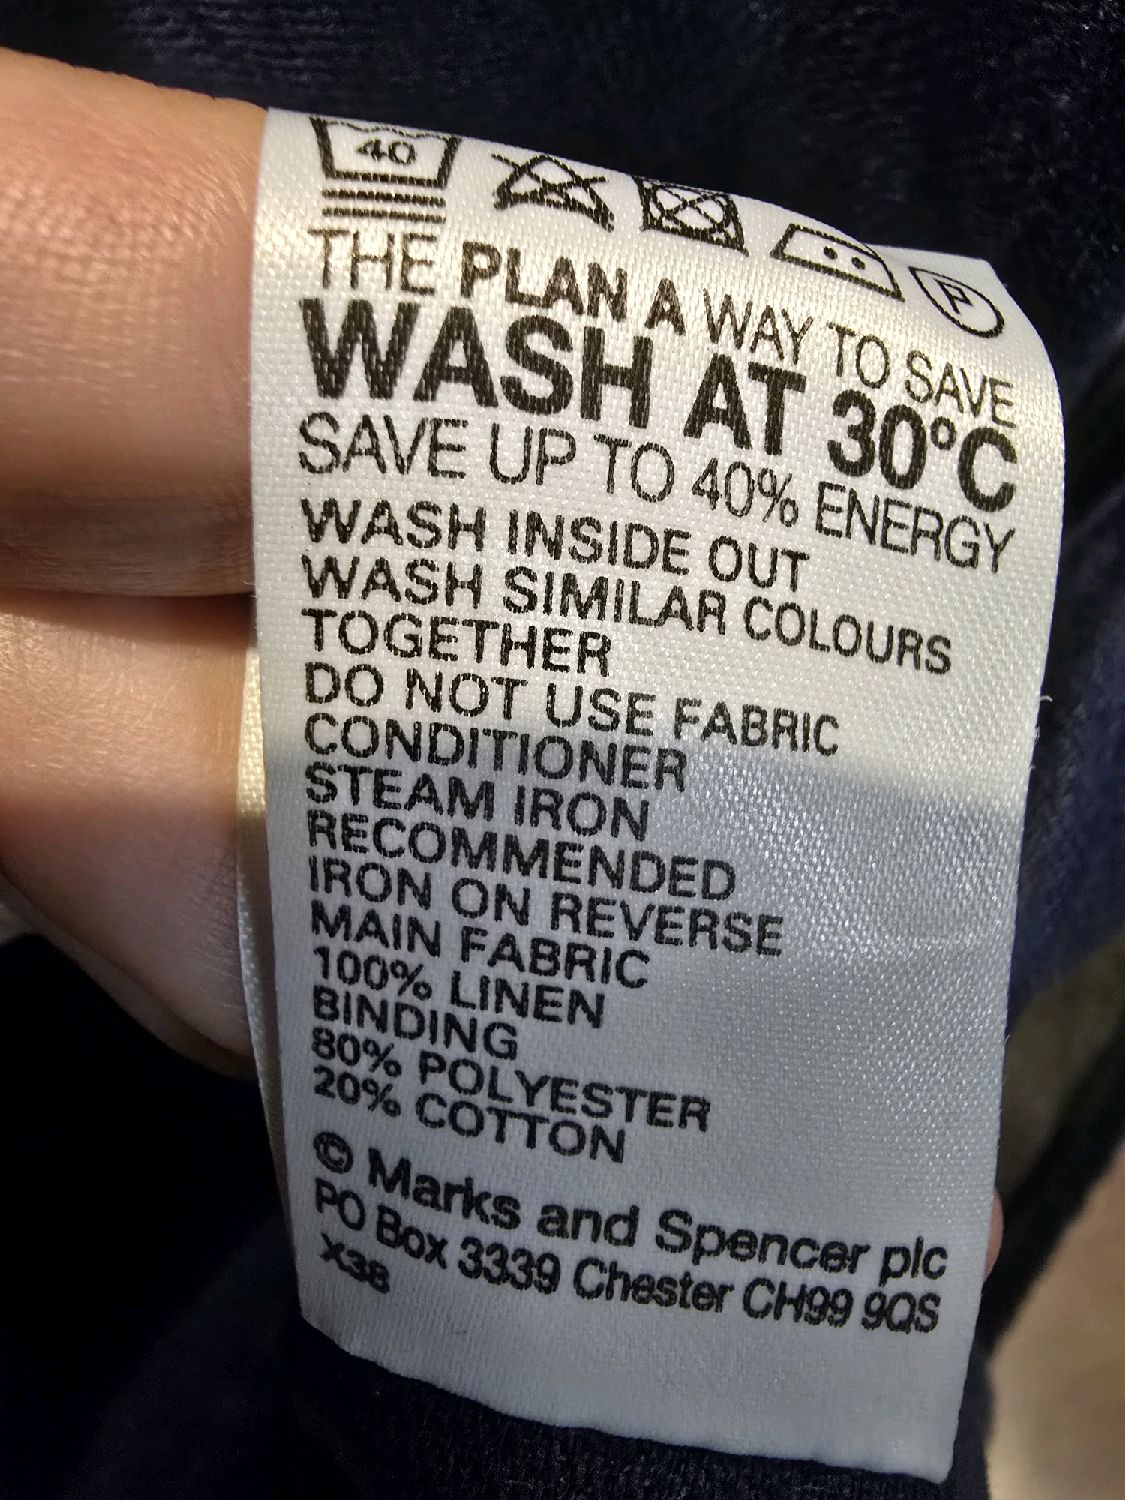 40
P
THE PLAN A WAY TO SAVE
WASH AT 30°C
SAVE UP TO 40% ENERGY
WASH INSIDE OUT
WASH SIMILAR COLOURS
TOGETHER
DO NOT USE FABRIC
CONDITIONER
STEAM IRON
RECOMMENDED
IRON ON REVERSE
MAIN FABRIC
100% LINEN
BINDING
80% POLYESTER
20% COTTON
© Marks and Spencer plc
PO Box 3339 Chester CH99 9QS
X38